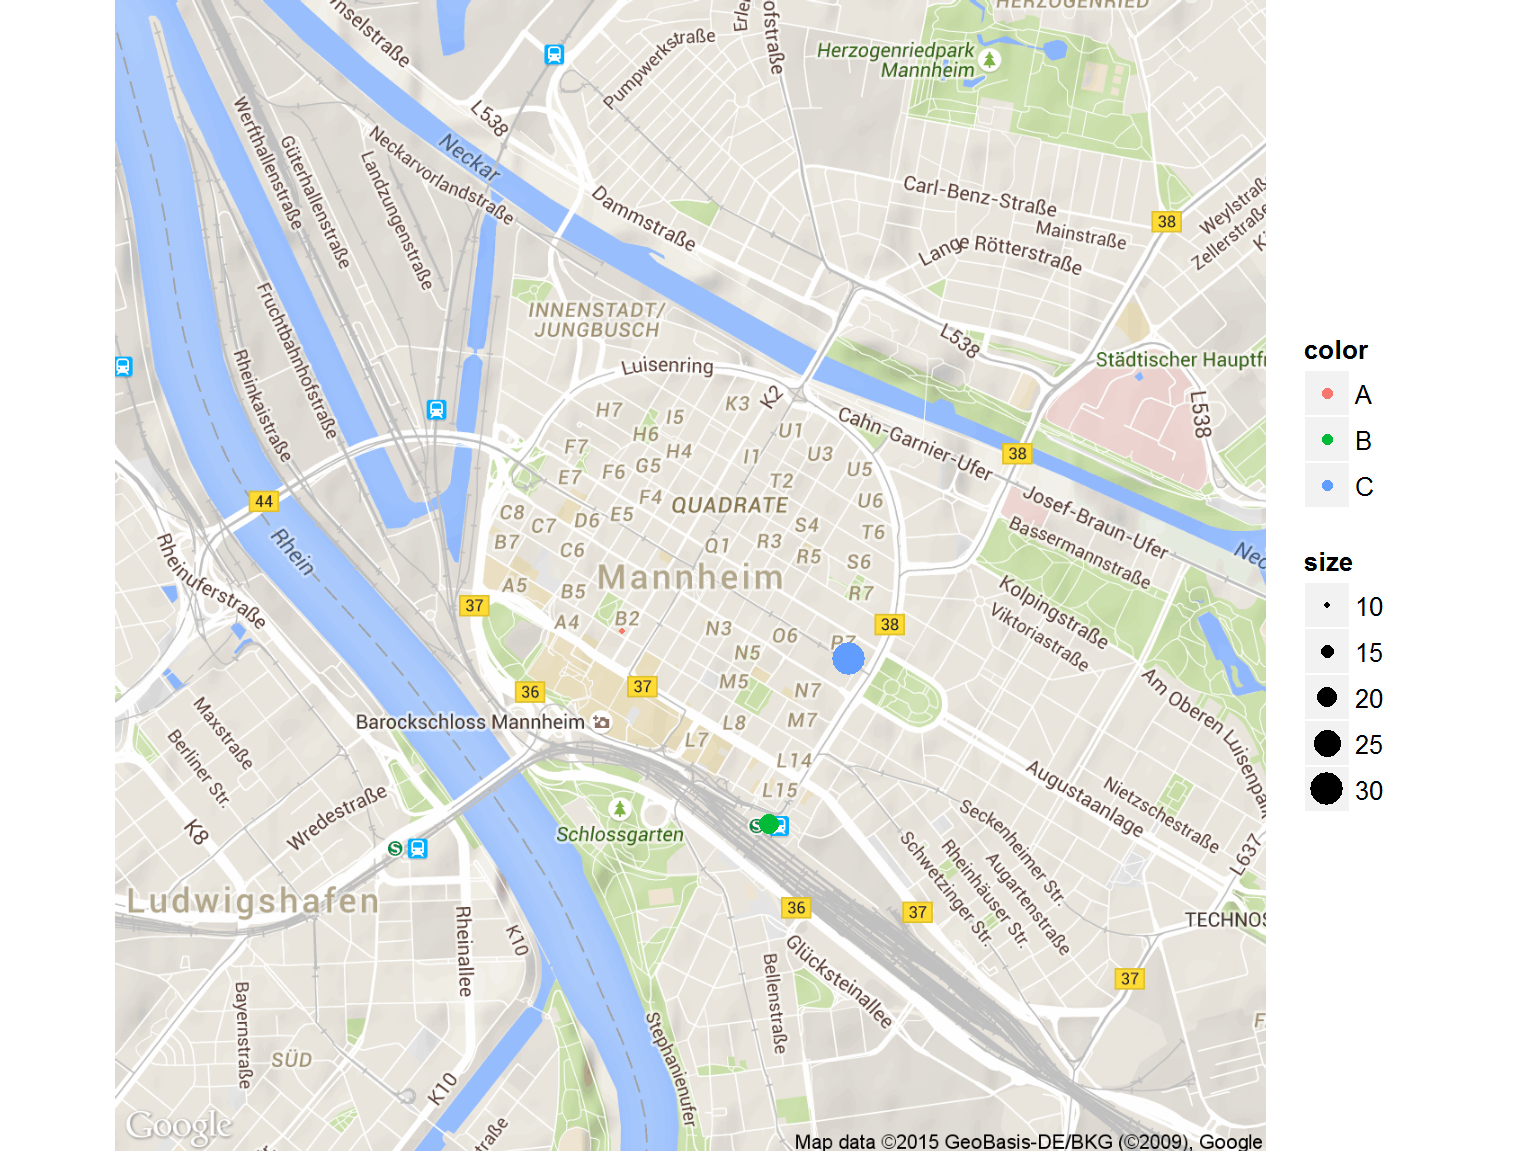 HERZOGENRIED
Inselstraße
Pumpwerkstraße
Herzogenriedpark
Mannheim
L538
Neckar
Werfthallenstraße
Güterhallenstraße
Neckarvorlandstraße
Landzungenstraße
Dammstraße
Carl-Benz-Straße
Mainstraße
Lange Rötterstraße
38
Weylstraße
Zellerstraße
INNENSTADT/
JUNGBUSCH
Fruchtbahnhofstraße
Rheinkaistraße
Luisenring
K2
L538
Städtischer Hauptfr
L538
color
A
B
C
H7
I5
K3
H6
U1
Cahn-Garnier-Ufer
F7
H4
I1
U3
38
E7
F6
G5
T2
U5
44
F4
QUADRATE
U6
Josef-Braun-Ufer
C8
C7
D6
E5
S4
T6
Bassermannstraße
Rhein
B7
C6
Q1
R3
R5
S6
Nec
Rheinuferstraße
Mannheim
A5
B5
R7
Kolpingstraße
Viktoriastraße
37
A4
B2
N3
O6
P7
38
N5
size
10
15
20
25
30
36
37
M5
N7
Am Oberen Luisenpark
Barockschloss Mannheim
L8
M7
L7
Maxstraße
Berliner Str.
L14
L15
Augustaanlage
Nietzschestraße
Wredestraße
K8
Schlossgarten
S
S
Seckenheimer Str.
Schwetzinger Str.
Rheinhäuser Str.
Augartenstraße
L637
Ludwigshafen
36
37
TECHNOS
Rheinallee
K10
Glücksteinallee
Bellenstraße
37
Bayernstraße
Stephanienufer
SÜD
K10
F
Google
traße
Map data ©2015 GeoBasis-DE/BKG (©2009), Google